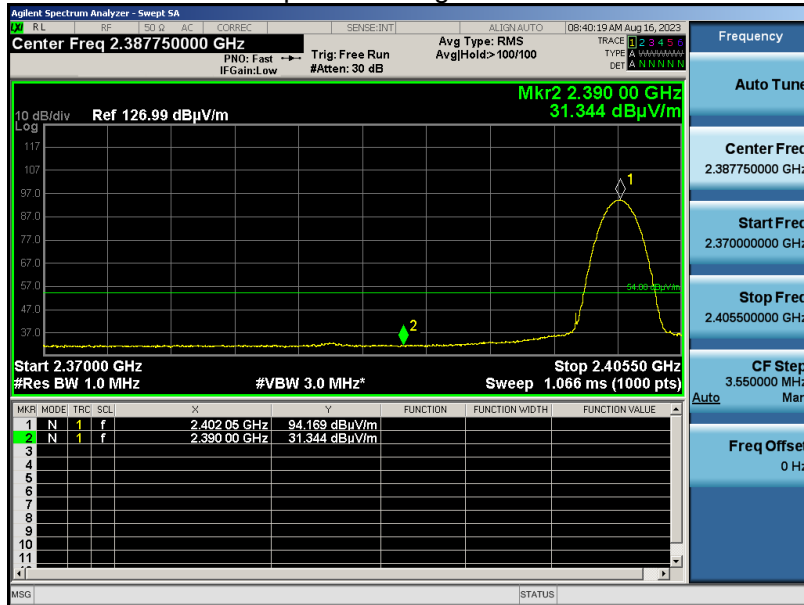 Agilent Spectrum Analyzer - Swept SA
LXI RL RF 50 Ω AC CORREC SENSE:INT ALIGN AUTO 08:40:19 AM Aug 16, 2023
Center Freq 2.387750000 GHz
PNO: Fast
IFGain:Low
Trig: Free Run
#Atten: 30 dB
Avg Type: RMS
Avg|Hold:>100/100
TRACE 1 2 3 4 5 6
TYPE A
DET A N N N N N
Mkr2 2.390 00 GHz
31.344 dBµV/m
10 dB/div Ref 126.99 dBµV/m
Log
117
107
97.0
87.0
77.0
67.0
57.0
47.0
37.0
1
54.00 dBµV/m
2
Start 2.37000 GHz Stop 2.40550 GHz
#Res BW 1.0 MHz #VBW 3.0 MHz* Sweep 1.066 ms (1000 pts)
MKR MODE TRC SCL X Y FUNCTION FUNCTION WIDTH FUNCTION VALUE
1 N 1 f 2.402 05 GHz 94.169 dBµV/m
2 N 1 f 2.390 00 GHz 31.344 dBµV/m
3
4
5
6
7
8
9
10
11
MSG STATUS
Frequency
Auto Tune
Center Freq
2.387750000 GHz
Start Freq
2.370000000 GHz
Stop Freq
2.405500000 GHz
CF Step
3.550000 MHz
Auto Man
Freq Offset
0 Hz